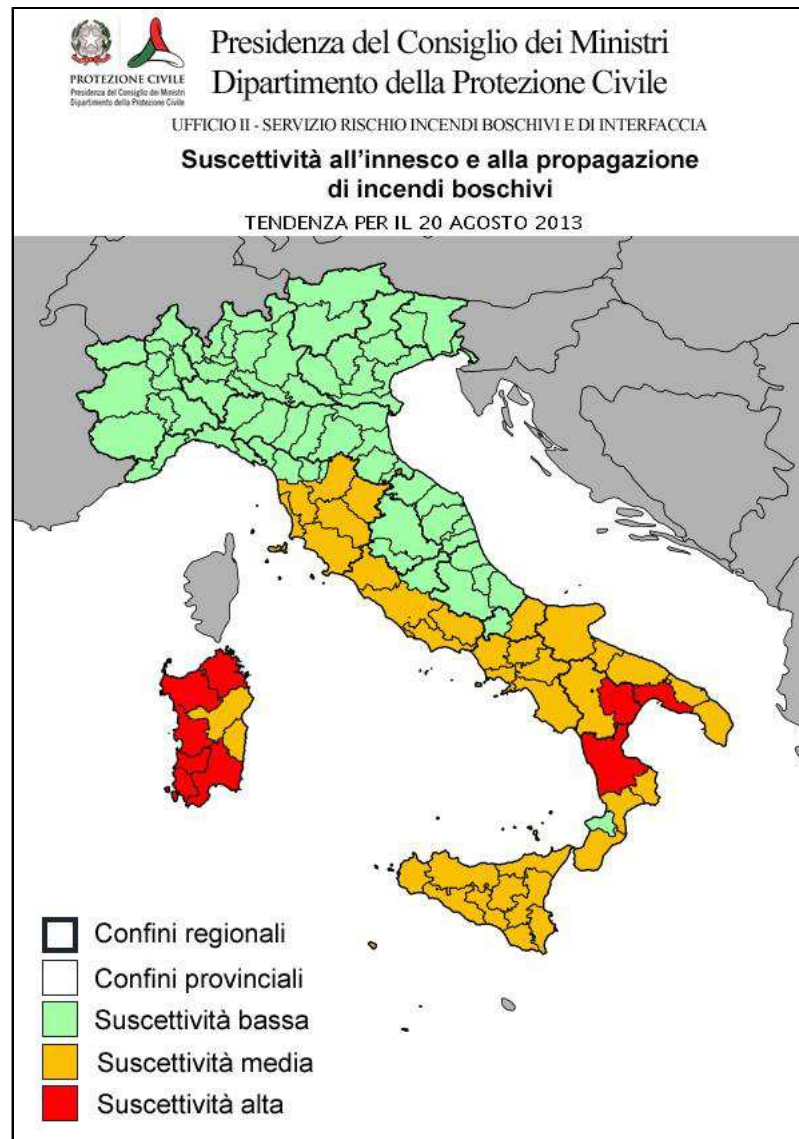 PROTEZIONE CIVILE
Presidenza del Consiglio dei Ministri
Dipartimento della Protezione Civile
Presidenza del Consiglio dei Ministri
Dipartimento della Protezione Civile
UFFICIO II - SERVIZIO RISCHIO INCENDI BOSCHIVI E DI INTERFACCIA
Suscettività all'innesco e alla propagazione
di incendi boschivi
TENDENZA PER IL 20 AGOSTO 2013
Confini regionali
Confini provinciali
Suscettività bassa
Suscettività media
Suscettività alta